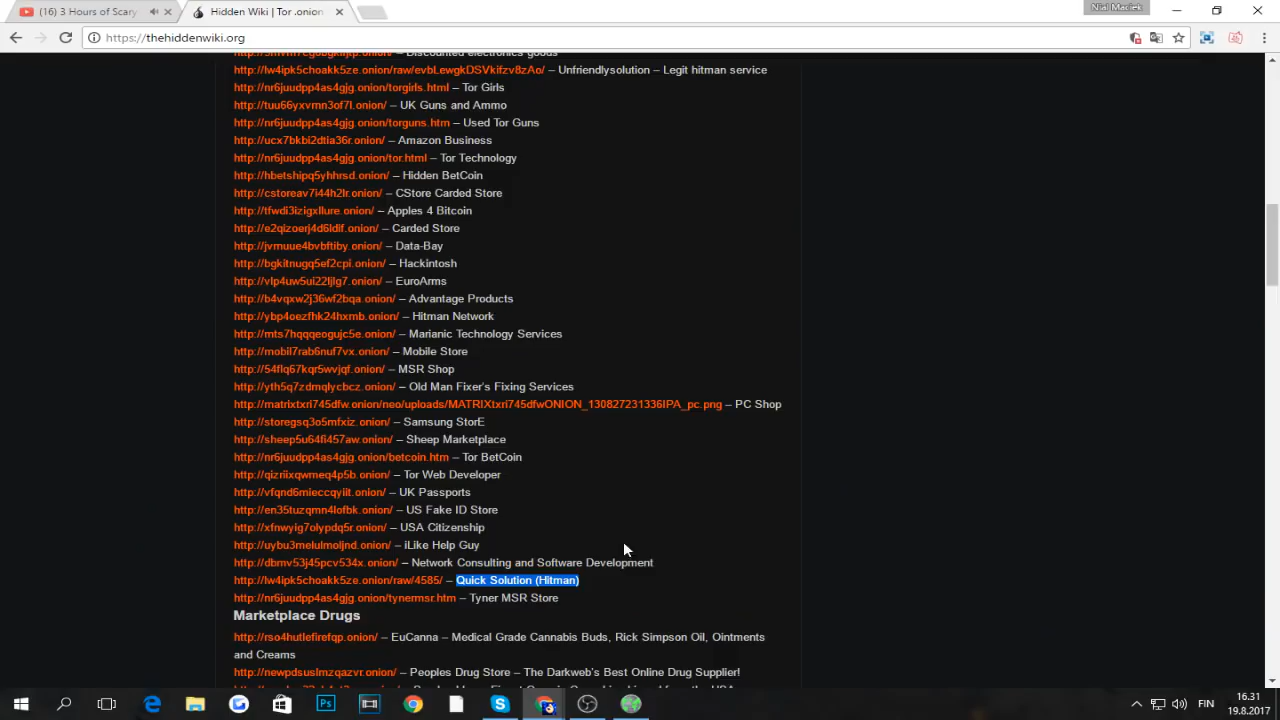 (16) 3 Hours of Scary
Hidden Wiki | Tor .onion
Nial Maciek
https://thehiddenwiki.org
– Discounted electronics goods
http://lw4ipk5choakk5ze.onion/raw/evbLewgkDSVkifzv8zAo/ – Unfriendlysolution – Legit hitman service
http://nr6juudpp4as4gjg.onion/torgirls.html – Tor Girls
http://tuu66yxvrnn3of7l.onion/ – UK Guns and Ammo
http://nr6juudpp4as4gjg.onion/torguns.htm – Used Tor Guns
http://ucx7bkbi2dtia36r.onion/ – Amazon Business
http://nr6juudpp4as4gjg.onion/tor.html – Tor Technology
http://hbetshipq5yhhrsd.onion/ – Hidden BetCoin
http://cstoreav7i44h2lr.onion/ – CStore Carded Store
http://tfwdi3izigxllure.onion/ – Apples 4 Bitcoin
http://e2qizoerj4d6ldif.onion/ – Carded Store
http://jvrnuue4bvbftiby.onion/ – Data-Bay
http://bgkitnugq5ef2cpi.onion/ – Hackintosh
http://vlp4uw5ui22ljlg7.onion/ – EuroArms
http://b4vqxw2j36wf2bqa.onion/ – Advantage Products
http://ybp4oezfhk24hxmb.onion/ – Hitman Network
http://mts7hqqqeogujc5e.onion/ – Marianic Technology Services
http://mobil7rab6nuf7vx.onion/ – Mobile Store
http://54flq67kqr5wvjqf.onion/ – MSR Shop
http://yth5q7zdmqlycbcz.onion/ – Old Man Fixer's Fixing Services
http://matrixtxri745dfw.onion/neo/uploads/MATRIXtxri745dfwONION_130827231336IPA_pc.png – PC Shop
http://storegsq3o5mfxiz.onion/ – Samsung StorE
http://sheep5u64fi457aw.onion/ – Sheep Marketplace
http://nr6juudpp4as4gjg.onion/betcoin.htm – Tor BetCoin
http://qizriixqwmeq4p5b.onion/ – Tor Web Developer
http://vfqnd6mieccqyiit.onion/ – UK Passports
http://en35tuzqmn4lofbk.onion/ – US Fake ID Store
http://xfnwyig7olypdq5r.onion/ – USA Citizenship
http://uybu3melulmoljnd.onion/ – iLike Help Guy
http://dbmv53j45pcv534x.onion/ – Network Consulting and Software Development
http://lw4ipk5choakk5ze.onion/raw/4585/ – Quick Solution (Hitman)
http://nr6juudpp4as4gjg.onion/tynermsr.htm – Tyner MSR Store
Marketplace Drugs
http://rso4hutlefirefqp.onion/ – EuCanna – Medical Grade Cannabis Buds, Rick Simpson Oil, Ointments
and Creams
http://newpdsuslmzqazvr.onion/ – Peoples Drug Store – The Darkweb's Best Online Drug Supplier!
FIN
16.31
19.8.2017